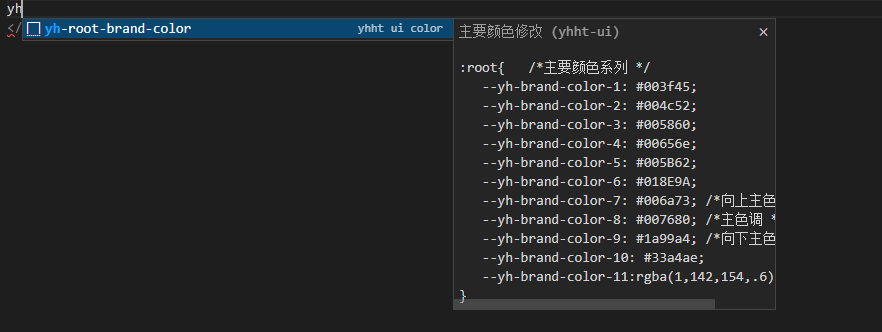 yh
</
yh-root-brand-color yhht ui color
主要颜色修改 (yhht-ui) ×
:root{ /*主要颜色系列 */
--yh-brand-color-1: #003f45;
--yh-brand-color-2: #004c52;
--yh-brand-color-3: #005860;
--yh-brand-color-4: #00656e;
--yh-brand-color-5: #005B62;
--yh-brand-color-6: #018E9A;
--yh-brand-color-7: #006a73; /*向上主色
--yh-brand-color-8: #007680; /*主色调 *
--yh-brand-color-9: #1a99a4; /*向下主色
--yh-brand-color-10: #33a4ae;
--yh-brand-color-11:rgba(1,142,154,.6)
}